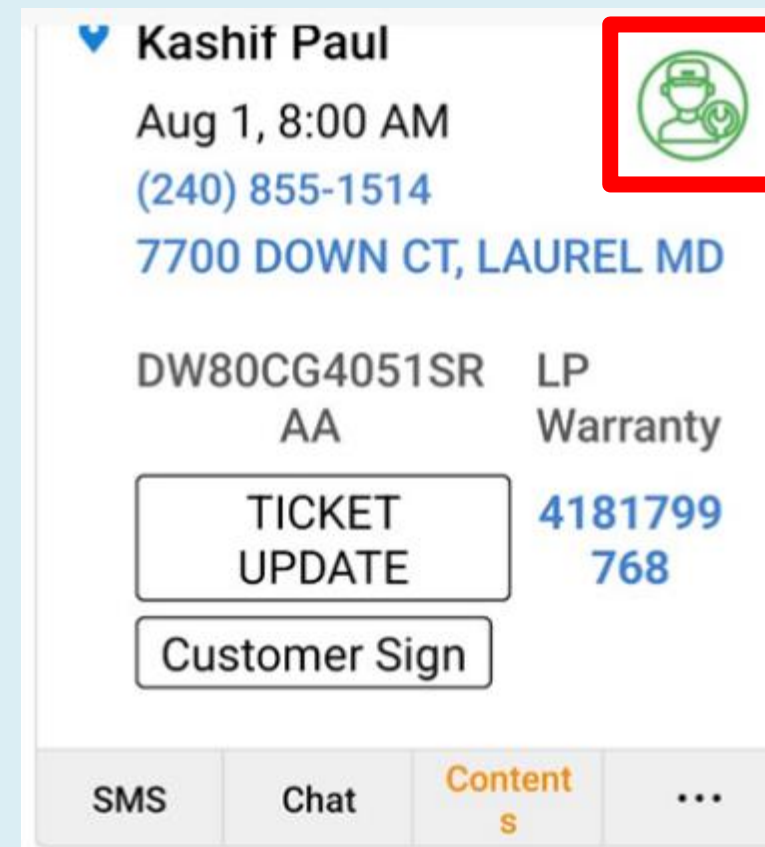 Kashif Paul
Aug 1, 8:00 AM
(240) 855-1514
7700 DOWN CT, LAUREL MD
DW80CG4051SR
AA
LP
Warranty
TICKET
UPDATE
4181799
768
Customer Sign
SMS
Chat
Content
s
...